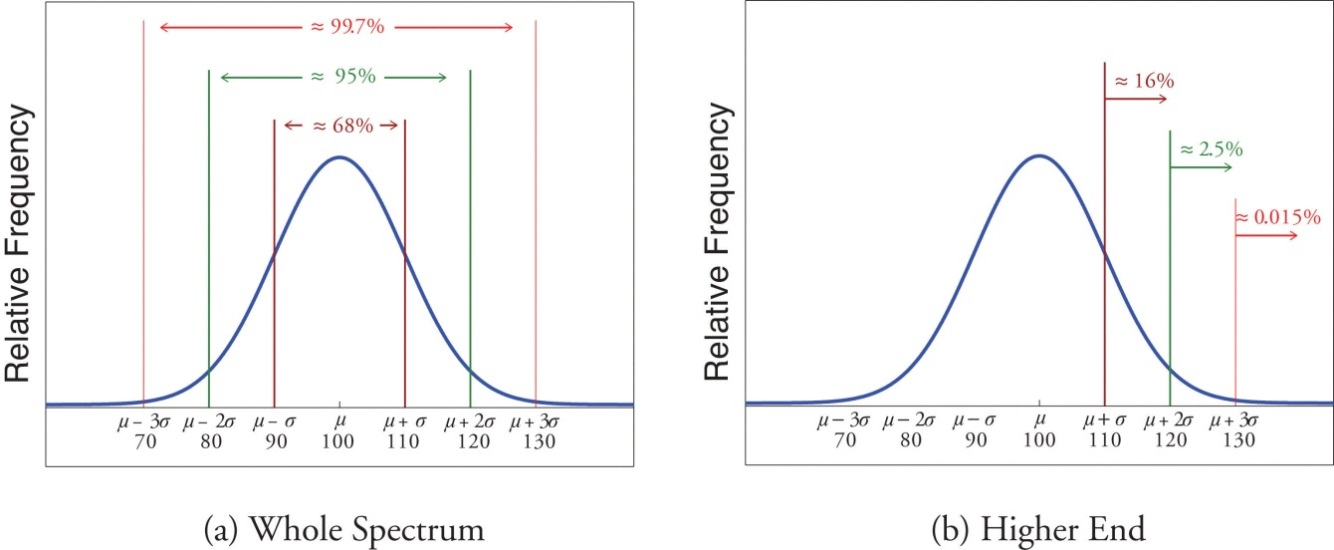 Relative Frequency
≈ 99.7%
≈ 95%
≈ 68%
μ − 3σ μ − 2σ μ − σ μ μ + σ μ + 2σ μ + 3σ
70 80 90 100 110 120 130
(a) Whole Spectrum
Relative Frequency
≈ 16%
≈ 2.5%
≈ 0.015%
μ − 3σ μ − 2σ μ − σ μ μ + σ μ + 2σ μ + 3σ
70 80 90 100 110 120 130
(b) Higher End